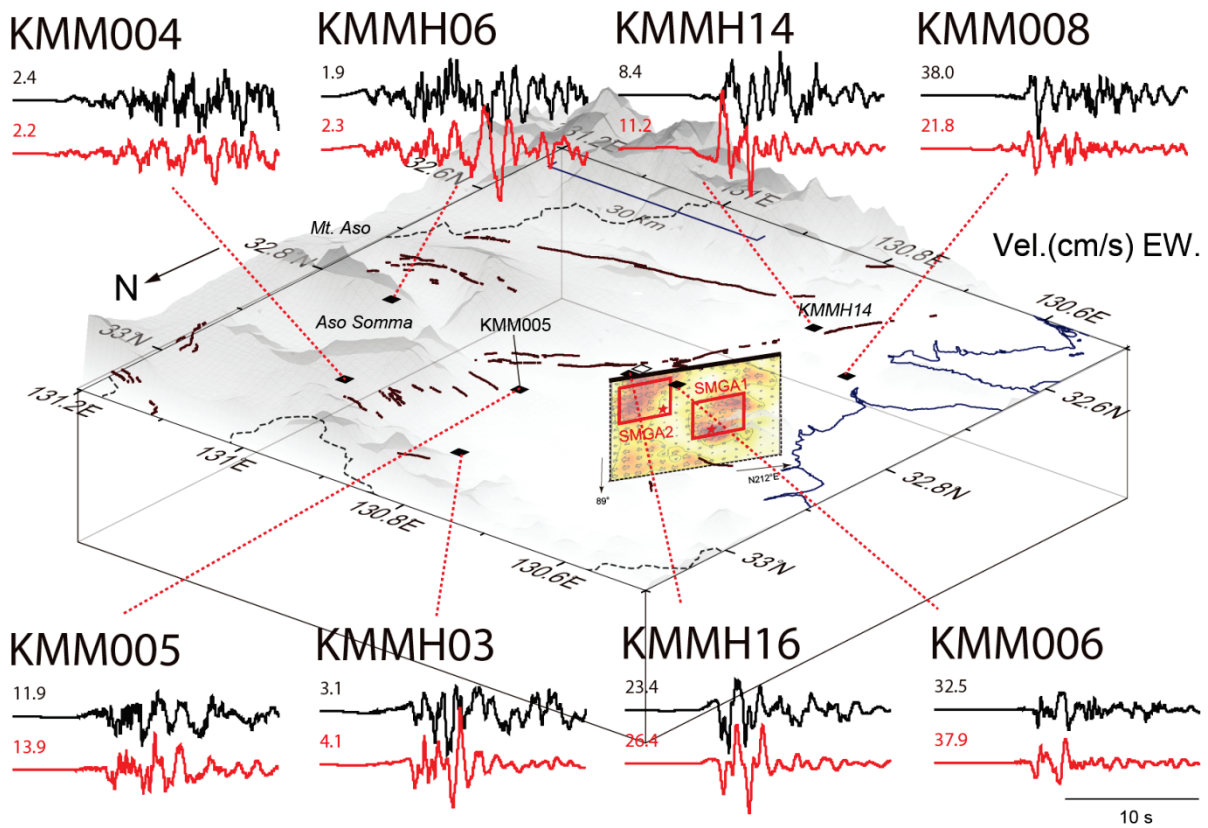 KMM004 KMMH06 KMMH14 KMM008
2.4 1.9 8.4 38.0
2.2 2.3 11.2 21.8
131.2E
32.6N
131E
30 km
Mt. Aso
130.8E
Vel.(cm/s) EW.
32.8N
N
130.6E
Aso Somma
KMM005
KMMH14
33N
131.2E
SMGA1
32.6N
SMGA2
131E
N212°E
89°
32.8N
130.8E
33N
130.6E
KMM005 KMMH03 KMMH16 KMM006
11.9 3.1 23.4 32.5
13.9 4.1 26.4 37.9
10 s